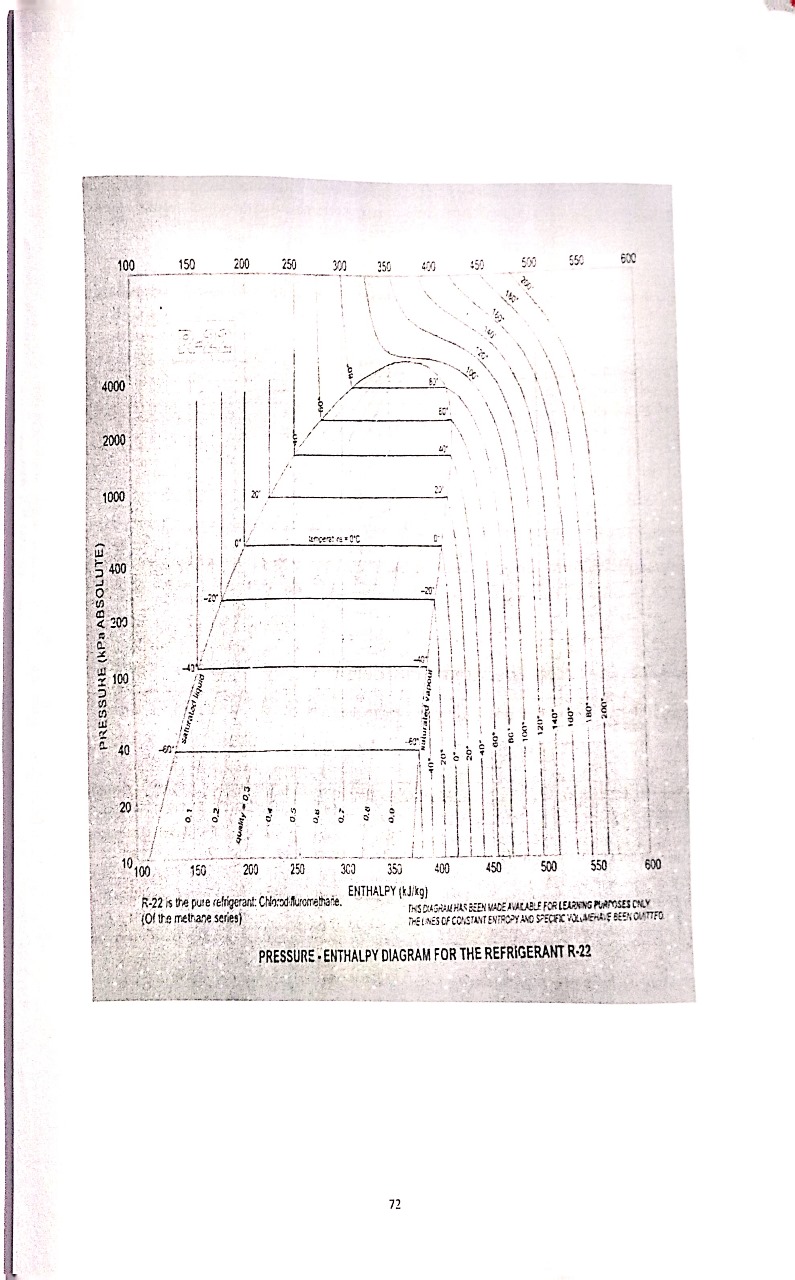 100 150 200 250 300 350 400 450 500 550 600
200°
180°
160°
140°
120°
100°
80° 80°
4000
60° 60°
2000
40°
20° 20°
1000
0° temperature = 0°C 0°
400
-20° -20°
200
-40°
100
PRESSURE (kPa ABSOLUTE)
saturated liquid
saturated vapour
-60° -60°
40
-40° -20° 0° 20° 40° 60° 80° 100° 120° 140° 160° 180° 200°
20
0,1 0,2 quality = 0,3 0,4 0,5 0,6 0,7 0,8 0,9
10
100 150 200 250 300 350 400 450 500 550 600
ENTHALPY (kJ/kg)
R-22 is the pure refrigerant: Chlorodifluromethane.
(Of the methane series)
THIS DIAGRAM HAS BEEN MADE AVAILABLE FOR LEARNING PURPOSES ONLY
THE LINES OF CONSTANT ENTROPY AND SPECIFIC VOLUME HAVE BEEN OMITTED.
PRESSURE - ENTHALPY DIAGRAM FOR THE REFRIGERANT R-22
72